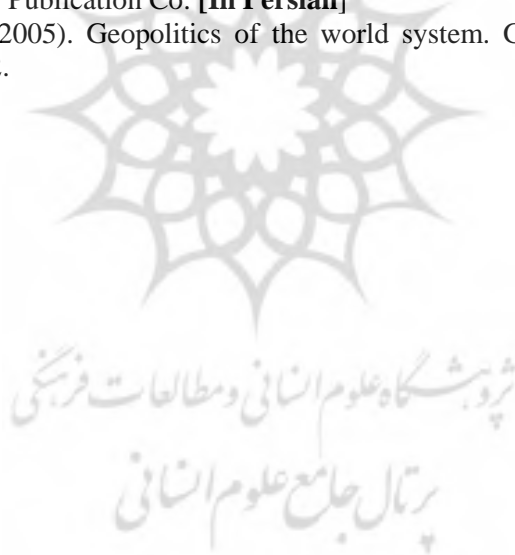 Publication Co. [In Persian]
2005). Geopolitics of the world system.
پژوهشگاه علوم انسانی و مطالعات فرهنگی
پرتال جامع علوم انسانی